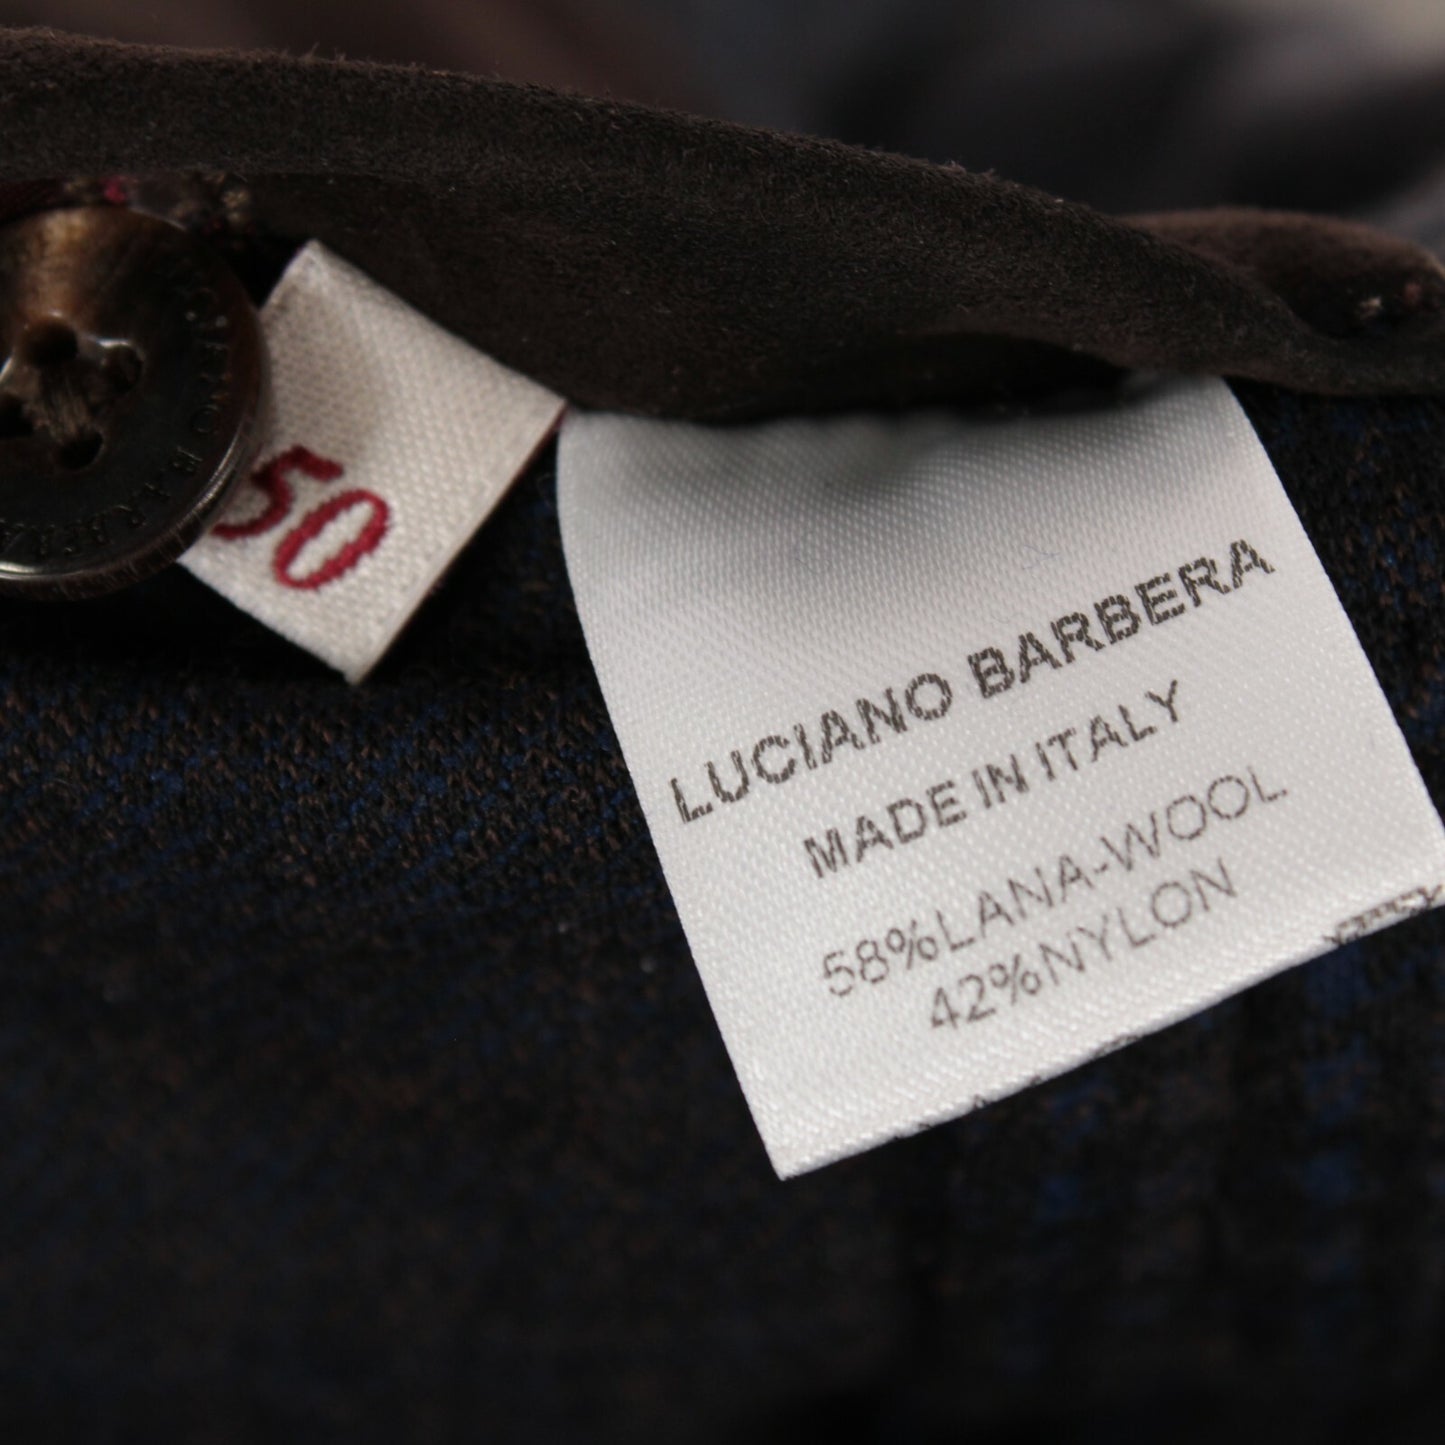 50
LUCIANO BARBERA
MADE IN ITALY
58%LANA-WOOL
42%NYLON